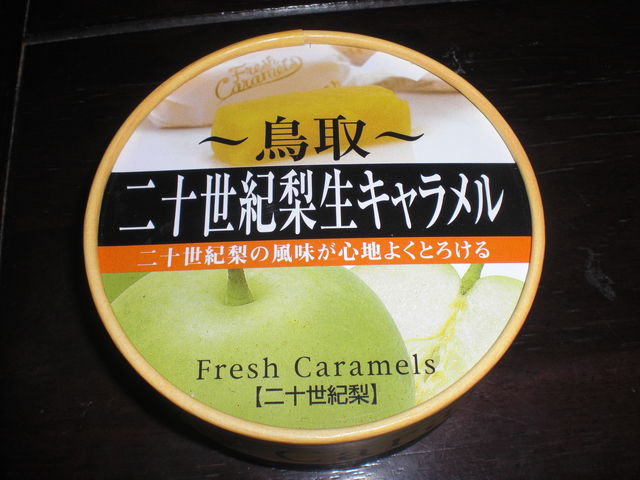 Fresh
Caramels
～鳥取～
二十世紀梨生キャラメル
二十世紀梨の風味が心地よくとろける
Fresh Caramels
【二十世紀梨】